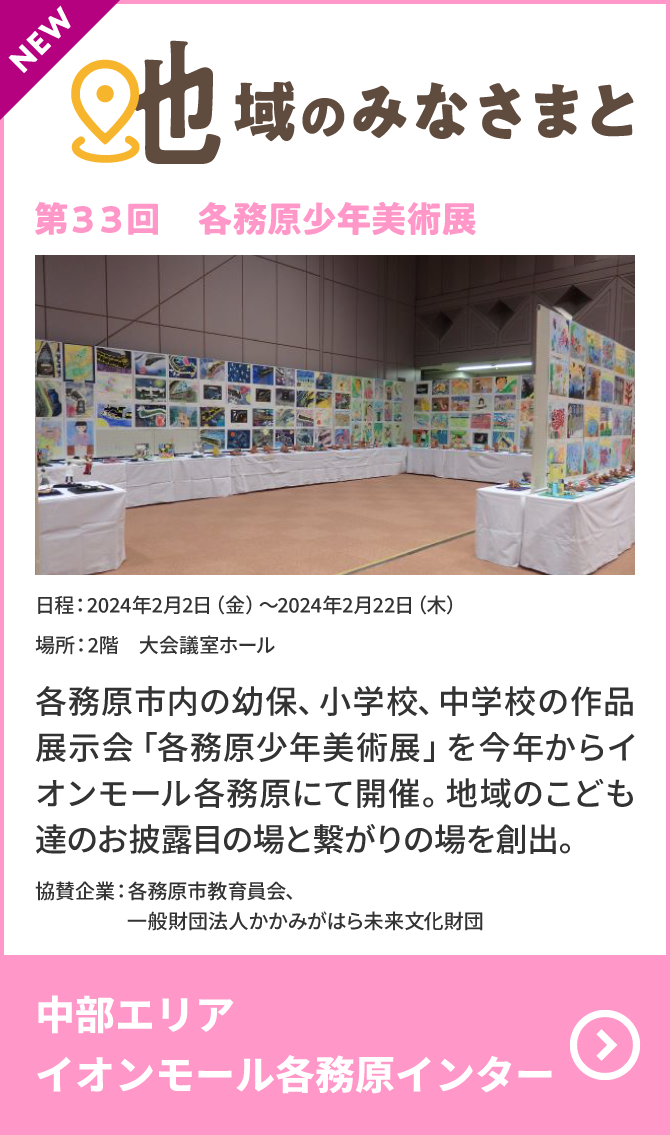 NEW
地域のみなさまと
第33回　各務原少年美術展
日程：2024年2月2日（金）～2024年2月22日（木）
場所：2階　大会議室ホール
各務原市内の幼保、小学校、中学校の作品
展示会「各務原少年美術展」を今年からイ
オンモール各務原にて開催。地域のこども
達のお披露目の場と繋がりの場を創出。
協賛企業：各務原市教育員会、
一般財団法人かかみがはら未来文化財団
中部エリア
イオンモール各務原インター